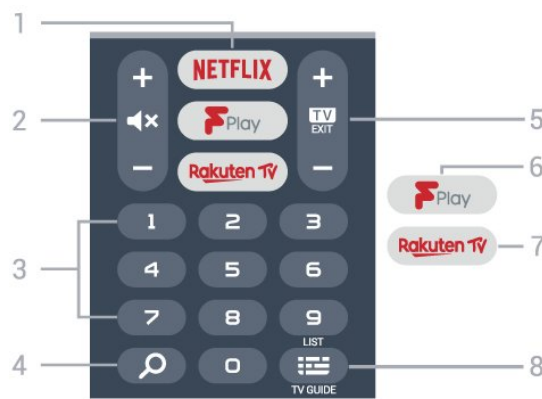 1
NETFLIX
+
+
2
Play
TV
EXIT
5
−
Rakuten TV
−
6
Play
Rakuten TV
7
3
1 2 3
4 5 6
7 8 9
LIST
4
0
8
TV GUIDE